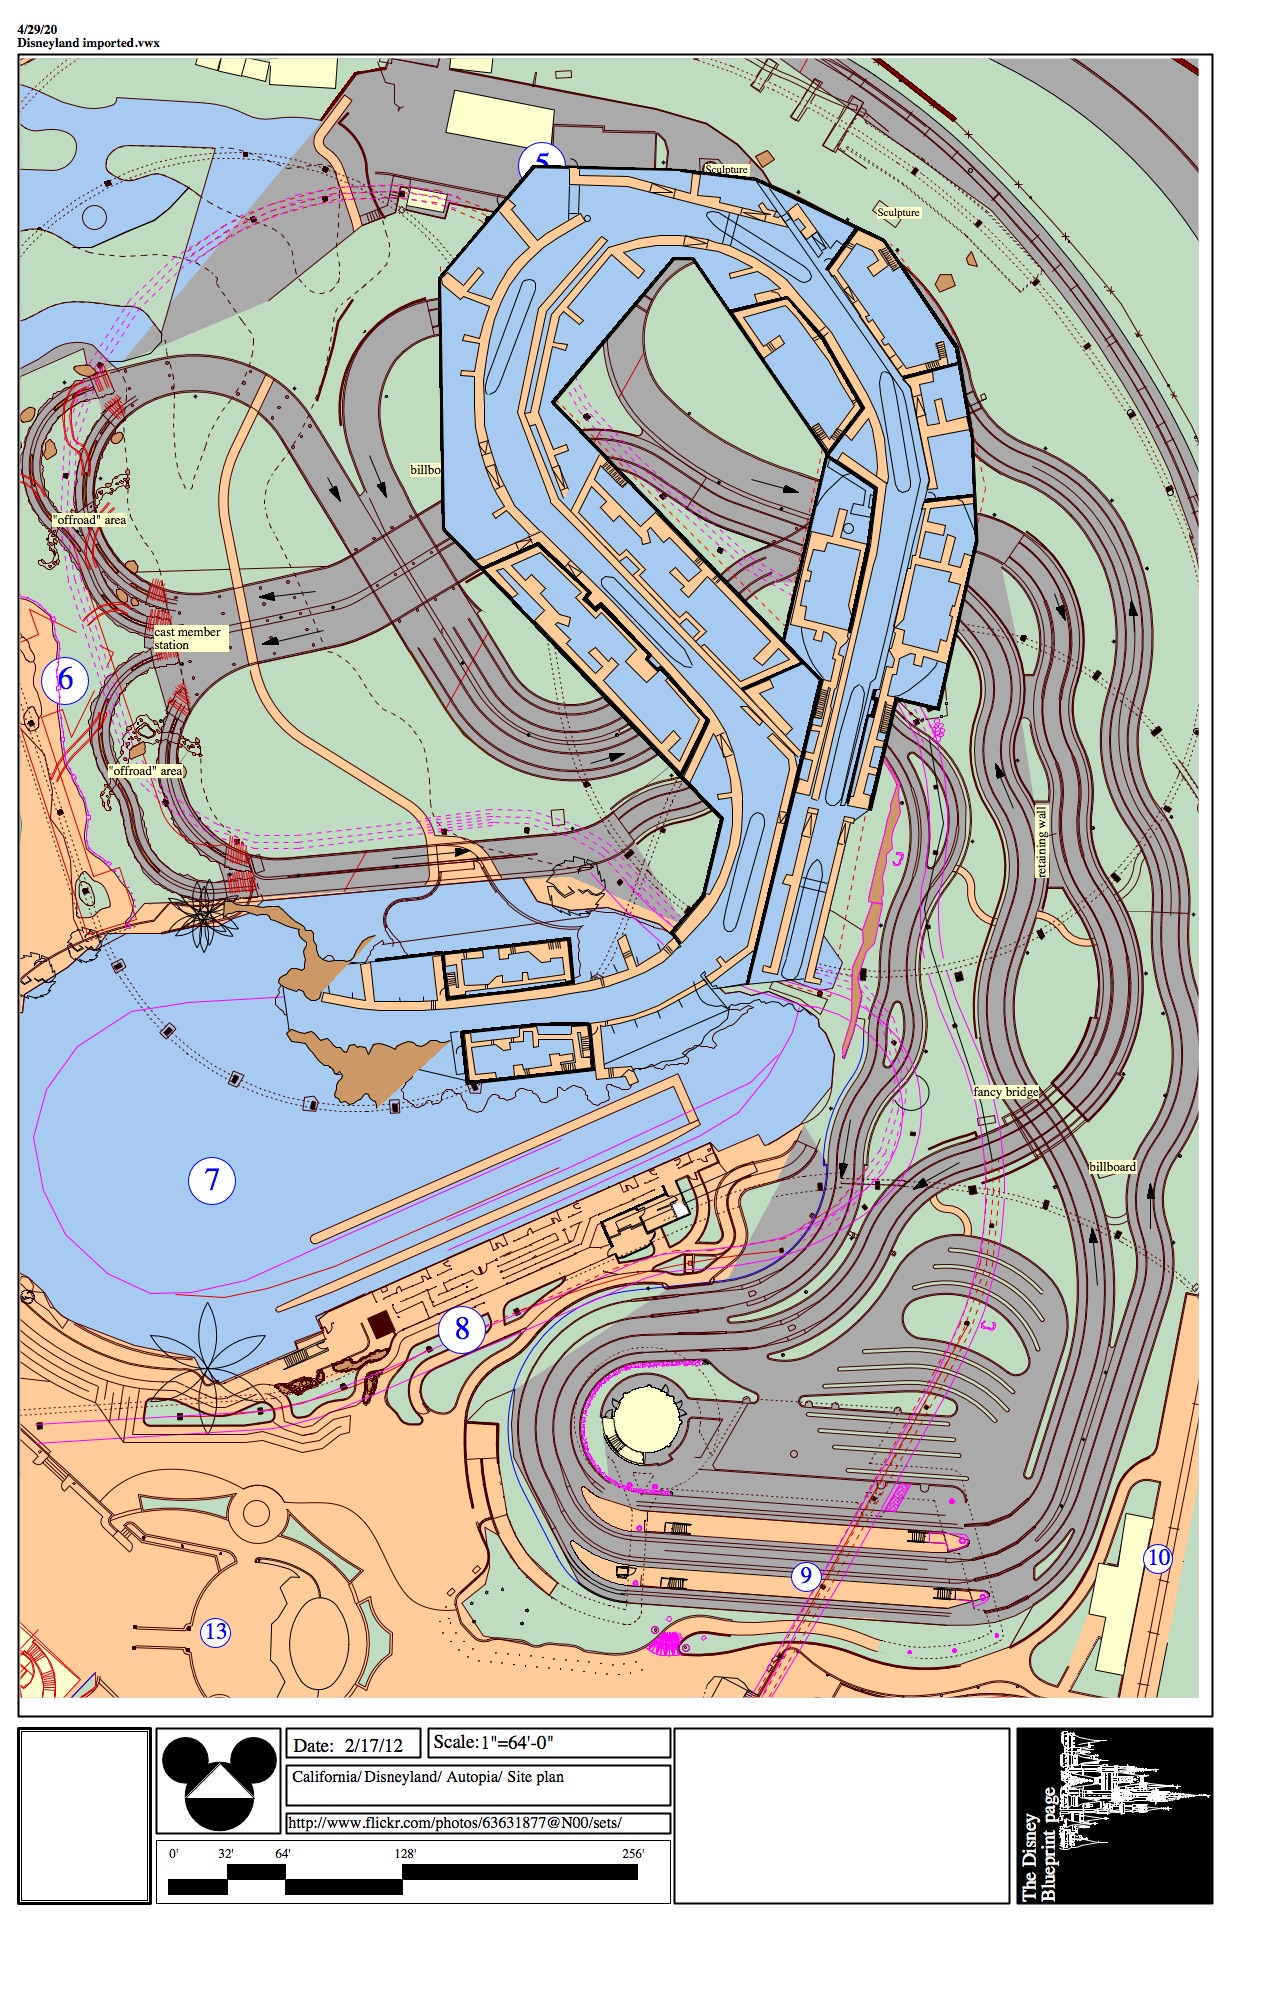 4/29/20
Disneyland imported.vwx
5
Sculpture
Sculpture
billbo
"offroad" area
cast member
station
6
"offroad" area
retaining wall
fancy bridge
billboard
7
8
9
10
13
Date: 2/17/12
Scale:1"=64'-0"
California/ Disneyland/ Autopia/ Site plan
http://www.flickr.com/photos/63631877@N00/sets/
0' 32' 64' 128' 256'
The Disney
Blueprint page